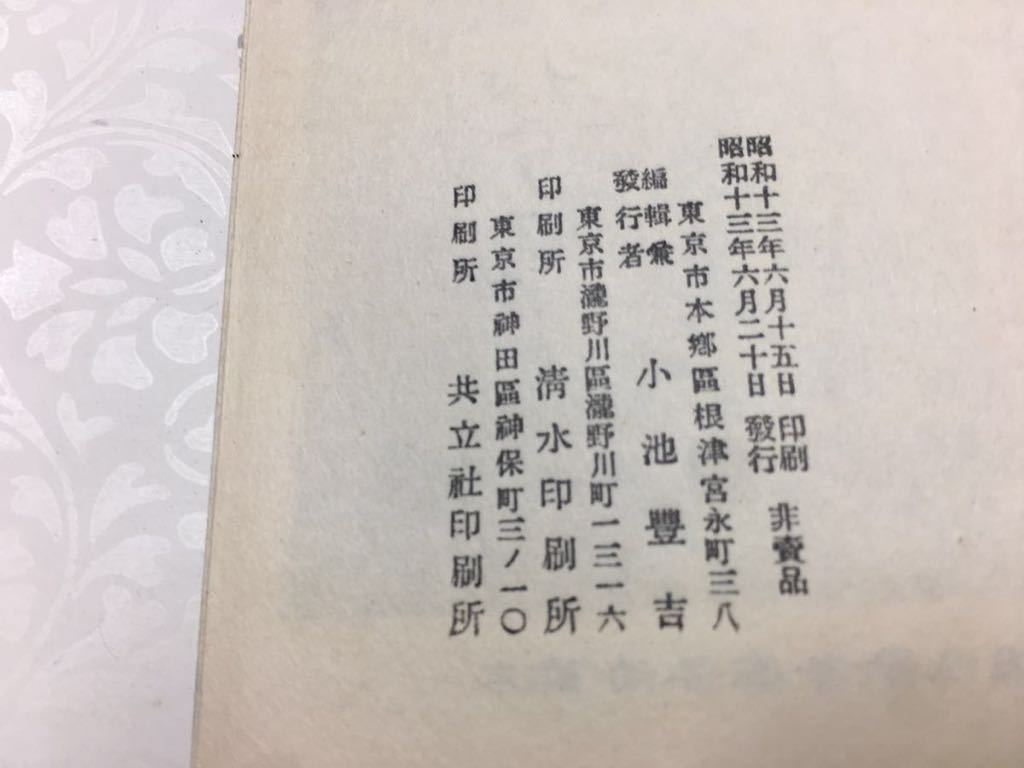 昭和十三年六月十五日 印刷 非賣品
昭和十三年六月二十日 發行
東京市本鄕區根津宮永町三八
編輯兼
發行者 小池豐吉
東京市瀧野川區瀧野川町一三一六
印刷所 淸水印刷所
東京市神田區神保町三ノ一〇
印刷所 共立社印刷所